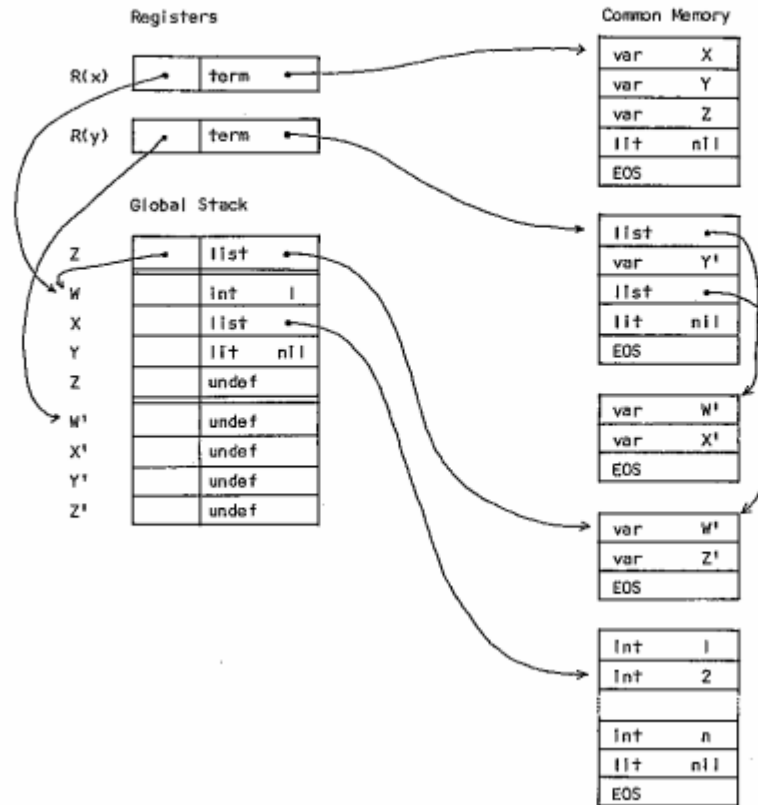 Registers
R(x) term
R(y) term
Global Stack
Z list
W int 1
X list
Y lit nil
Z undef
W' undef
X' undef
Y' undef
Z' undef
Common Memory
var X
var Y
var Z
lit nil
EOS
list
var Y'
list
lit nil
EOS
var W'
var X'
EOS
var W'
var Z'
EOS
int 1
int 2
int n
lit nil
EOS